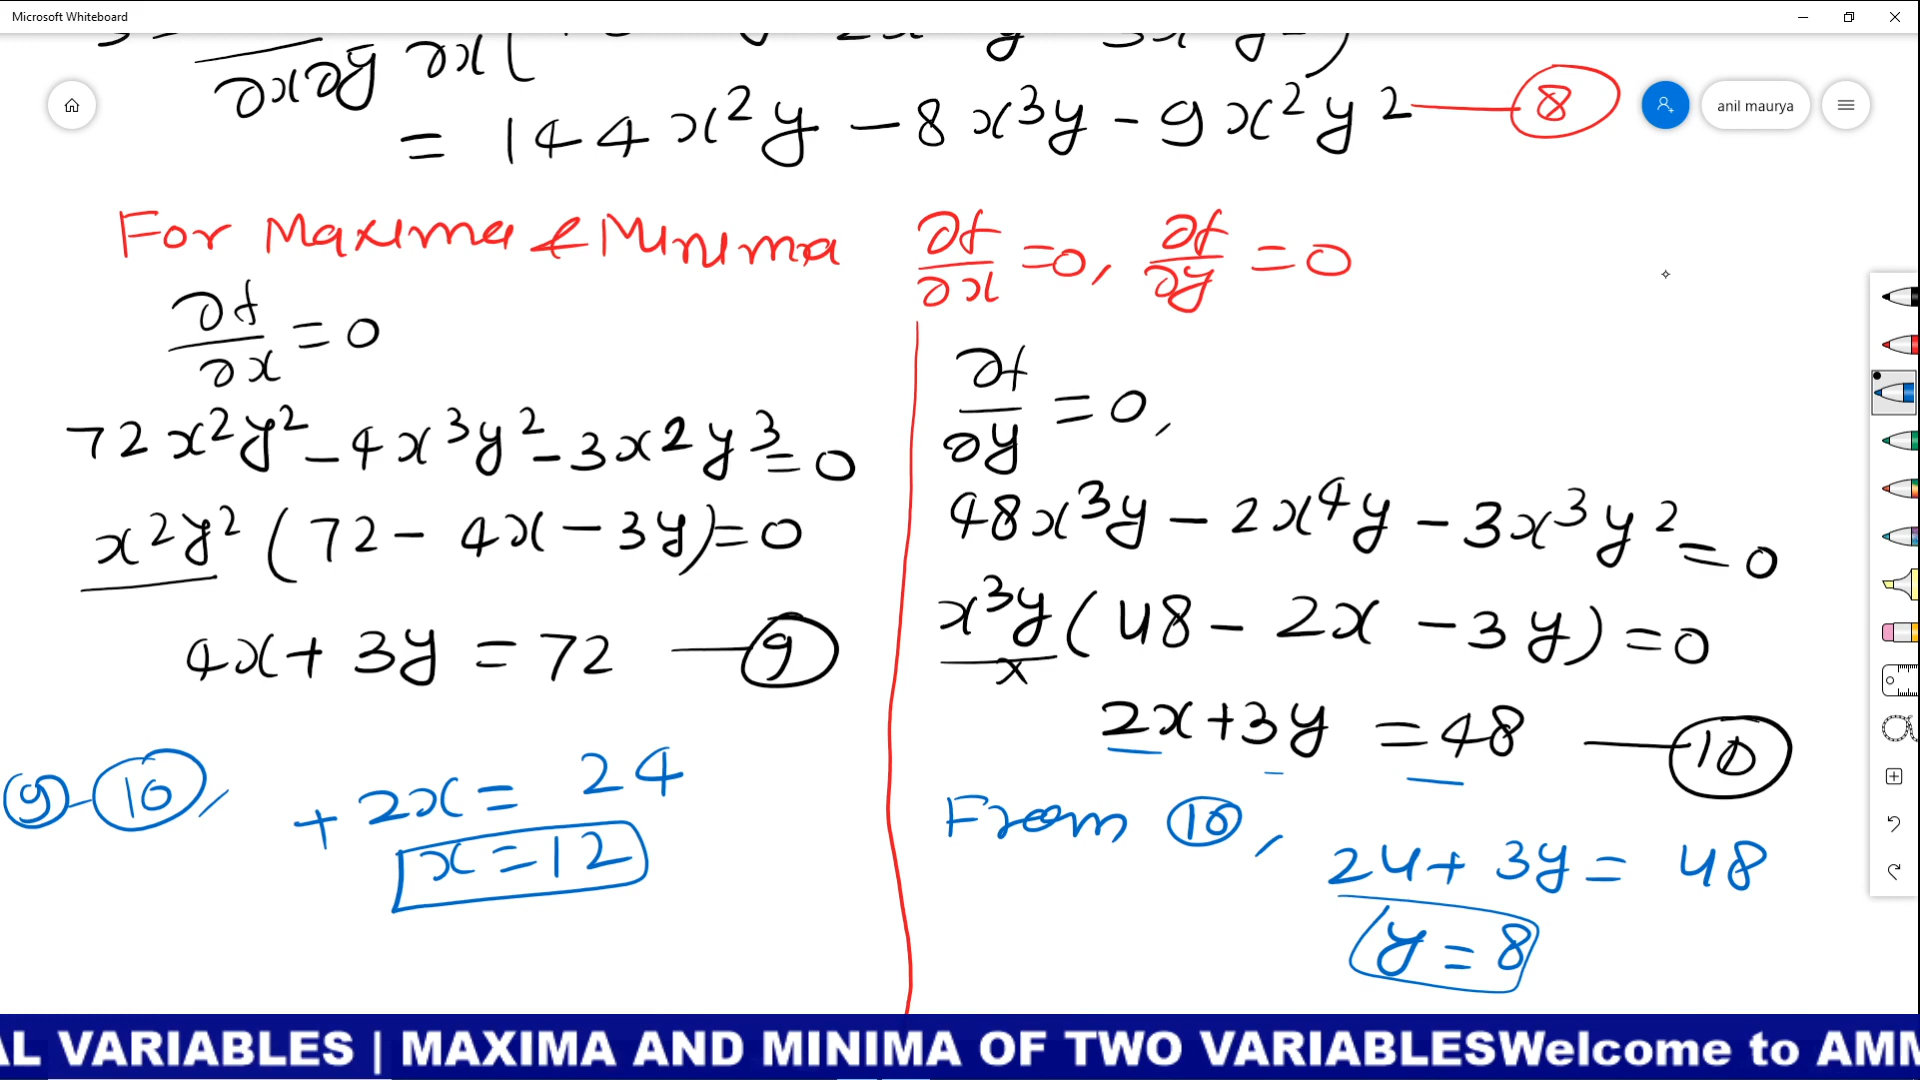 Microsoft Whiteboard
anil maurya
∂x∂y ∂x(
= 144x²y – 8x³y – 9x²y² — 8
For Maxima & Minima ∂f/∂x = 0, ∂f/∂y = 0
∂f/∂x = 0
72x²y² – 4x³y² – 3x²y³ = 0
x²y² (72 – 4x – 3y) = 0
4x + 3y = 72 — 9
9 – 10, + 2x = 24
x = 12
∂f/∂y = 0,
48x³y – 2x⁴y – 3x³y² = 0
x³y (48 – 2x – 3y) = 0
x
2x + 3y = 48 — 10
From 10, 24 + 3y = 48
y = 8
AL VARIABLES | MAXIMA AND MINIMA OF TWO VARIABLESWelcome to AMM